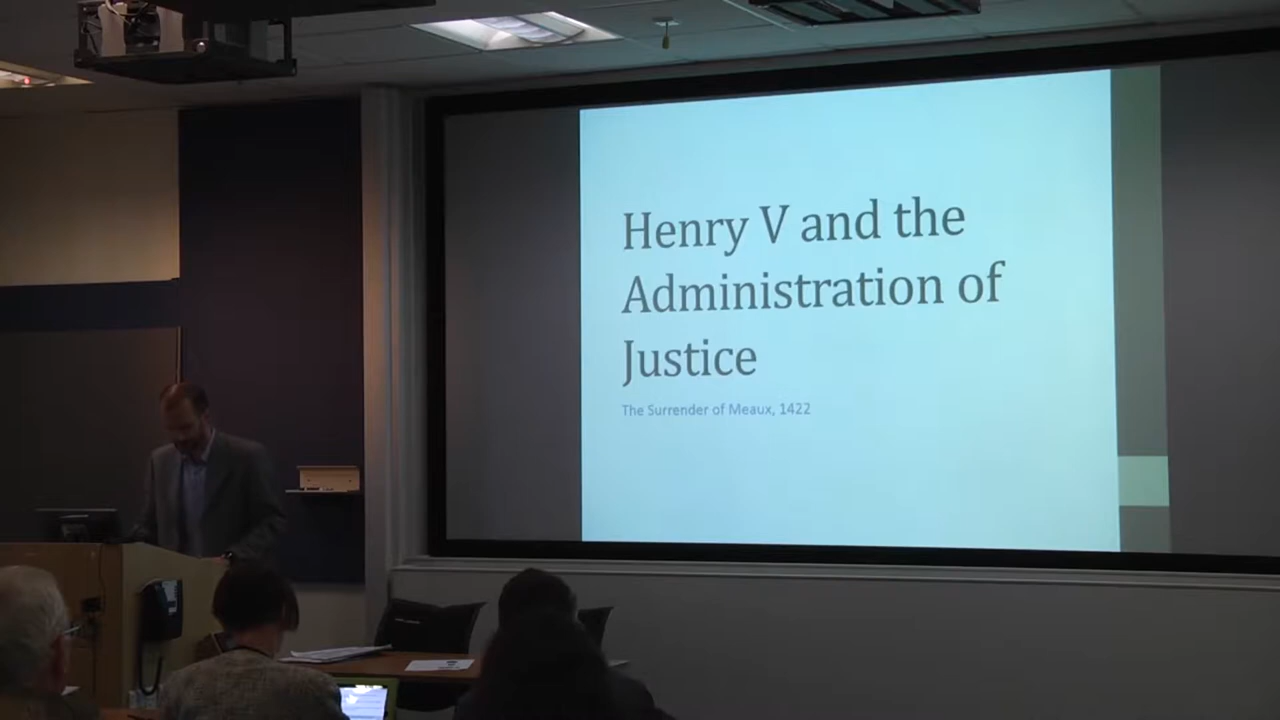 Henry V and the
Administration of
Justice
The Surrender of Meaux, 1422